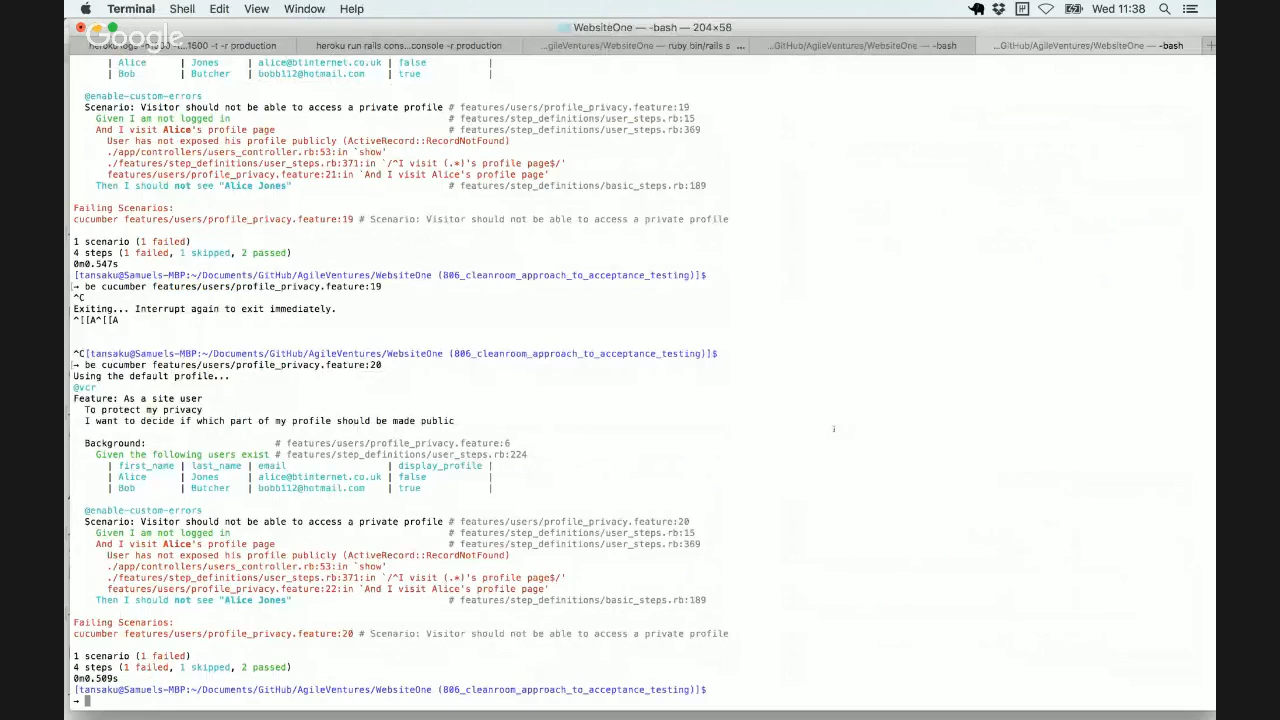 Terminal Shell Edit View Window Help Wed 11:38
WebsiteOne — -bash — 204×58
Google
heroku logs -n 1500 -t...1500 -t -r production heroku run rails cons...console -r production ...gileVentures/WebsiteOne — ruby bin/rails s ... ...GitHub/AgileVentures/WebsiteOne — -bash ...GitHub/AgileVentures/WebsiteOne — -bash
| Alice | Jones | alice@btinternet.co.uk | false |
| Bob | Butcher | bobb112@hotmail.com | true |
@enable-custom-errors
Scenario: Visitor should not be able to access a private profile # features/users/profile_privacy.feature:19
Given I am not logged in # features/step_definitions/user_steps.rb:15
And I visit Alice's profile page # features/step_definitions/user_steps.rb:369
User has not exposed his profile publicly (ActiveRecord::RecordNotFound)
./app/controllers/users_controller.rb:53:in `show'
./features/step_definitions/user_steps.rb:371:in `/^I visit (.*)'s profile page$/'
features/users/profile_privacy.feature:21:in `And I visit Alice's profile page'
Then I should not see "Alice Jones" # features/step_definitions/basic_steps.rb:189
Failing Scenarios:
cucumber features/users/profile_privacy.feature:19 # Scenario: Visitor should not be able to access a private profile
1 scenario (1 failed)
4 steps (1 failed, 1 skipped, 2 passed)
0m0.547s
[tansaku@Samuels-MBP:~/Documents/GitHub/AgileVentures/WebsiteOne (806_cleanroom_approach_to_acceptance_testing)]$
[→ be cucumber features/users/profile_privacy.feature:19
^C
Exiting... Interrupt again to exit immediately.
^[[A^[[A
^C[tansaku@Samuels-MBP:~/Documents/GitHub/AgileVentures/WebsiteOne (806_cleanroom_approach_to_acceptance_testing)]$
[→ be cucumber features/users/profile_privacy.feature:20
Using the default profile...
@vcr
Feature: As a site user
To protect my privacy
I want to decide if which part of my profile should be made public
Background: # features/users/profile_privacy.feature:6
Given the following users exist # features/step_definitions/user_steps.rb:224
| first_name | last_name | email | display_profile |
| Alice | Jones | alice@btinternet.co.uk | false |
| Bob | Butcher | bobb112@hotmail.com | true |
@enable-custom-errors
Scenario: Visitor should not be able to access a private profile # features/users/profile_privacy.feature:20
Given I am not logged in # features/step_definitions/user_steps.rb:15
And I visit Alice's profile page # features/step_definitions/user_steps.rb:369
User has not exposed his profile publicly (ActiveRecord::RecordNotFound)
./app/controllers/users_controller.rb:53:in `show'
./features/step_definitions/user_steps.rb:371:in `/^I visit (.*)'s profile page$/'
features/users/profile_privacy.feature:22:in `And I visit Alice's profile page'
Then I should not see "Alice Jones" # features/step_definitions/basic_steps.rb:189
Failing Scenarios:
cucumber features/users/profile_privacy.feature:20 # Scenario: Visitor should not be able to access a private profile
1 scenario (1 failed)
4 steps (1 failed, 1 skipped, 2 passed)
0m0.509s
[tansaku@Samuels-MBP:~/Documents/GitHub/AgileVentures/WebsiteOne (806_cleanroom_approach_to_acceptance_testing)]$
→